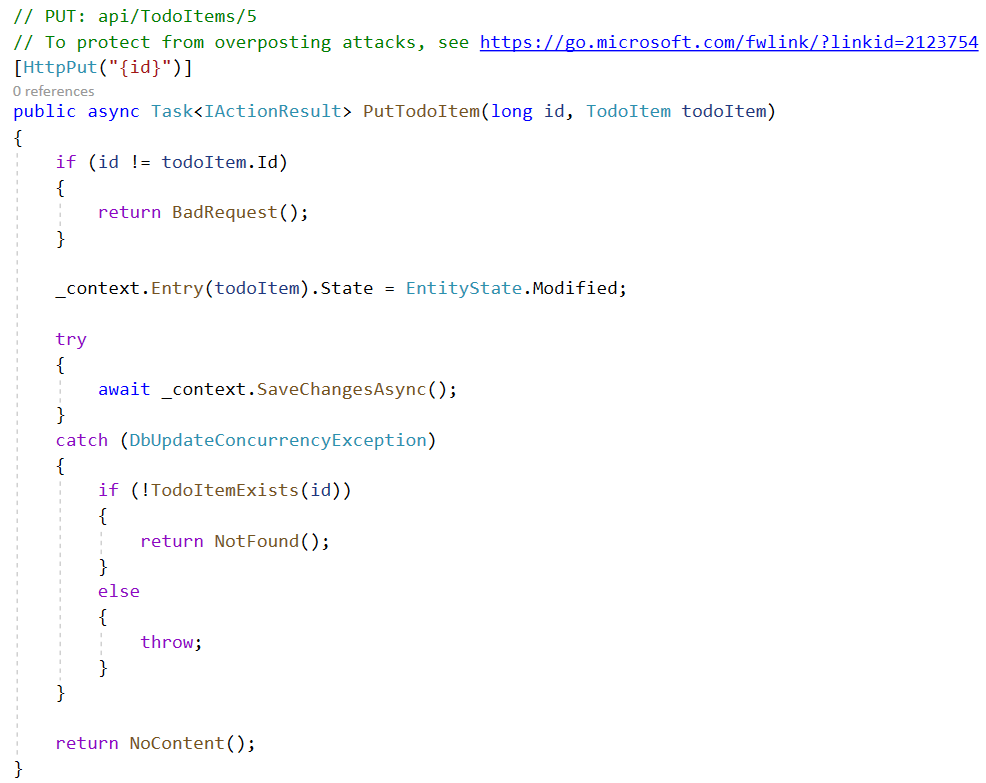 // PUT: api/TodoItems/5
// To protect from overposting attacks, see https://go.microsoft.com/fwlink/?linkid=2123754
[HttpPut("{id}")]
0 references
public async Task<IActionResult> PutTodoItem(long id, TodoItem todoItem)
{
    if (id != todoItem.Id)
    {
        return BadRequest();
    }

    _context.Entry(todoItem).State = EntityState.Modified;

    try
    {
        await _context.SaveChangesAsync();
    }
    catch (DbUpdateConcurrencyException)
    {
        if (!TodoItemExists(id))
        {
            return NotFound();
        }
        else
        {
            throw;
        }
    }

    return NoContent();
}